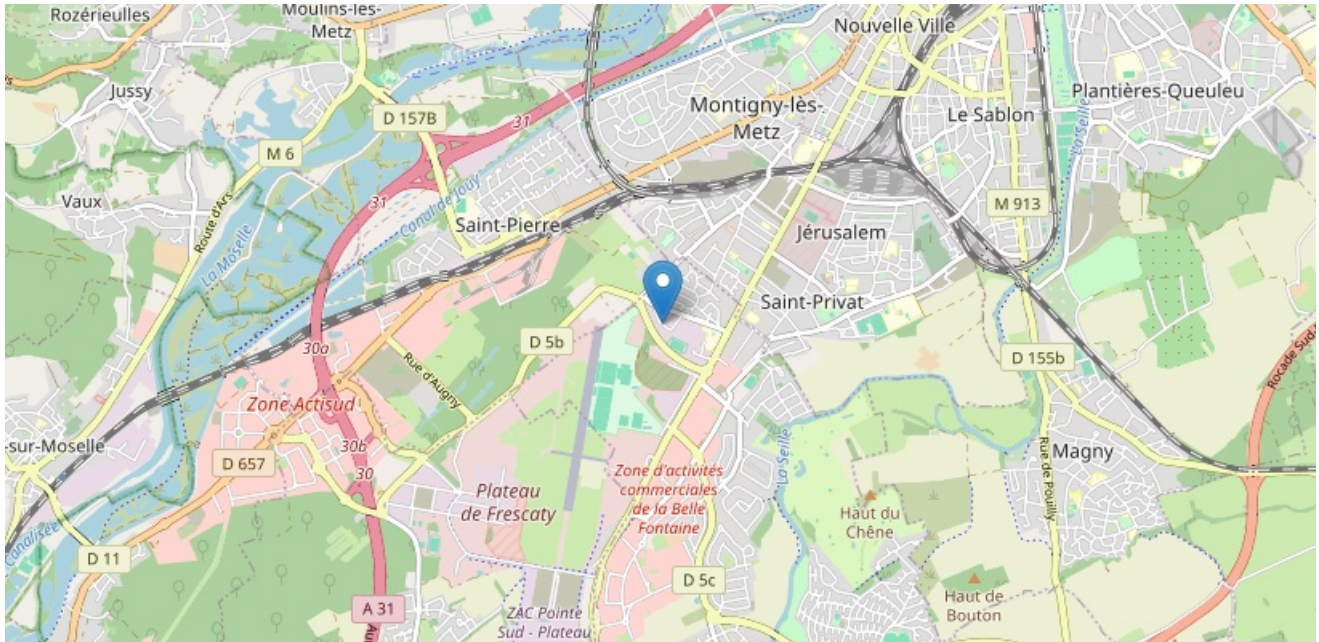 Rozérieulles
Moulins-lès-
Metz
Nouvelle Ville
Jussy
D 157B
31
Montigny-lès-
Metz
Le Sablon
Plantières-Queuleu
La Seille
M 6
Vaux
Route d'Ars
La Moselle
31
Canal de Jouy
Saint-Pierre
M 913
Jérusalem
Saint-Privat
D 5b
30a
Rue d'Augny
D 155b
Rocade Sud
Zone Actisud
-sur-Moselle
30b
D 657
30
Plateau
de Frescaty
Zone d'activités
commerciales
de la Belle
Fontaine
La Seille
Magny
Rue de Pouilly
Haut du
Chêne
Canalisée
D 11
D 5c
Haut de
Bouton
A 31
ZAC Pointe
Sud - Plateau